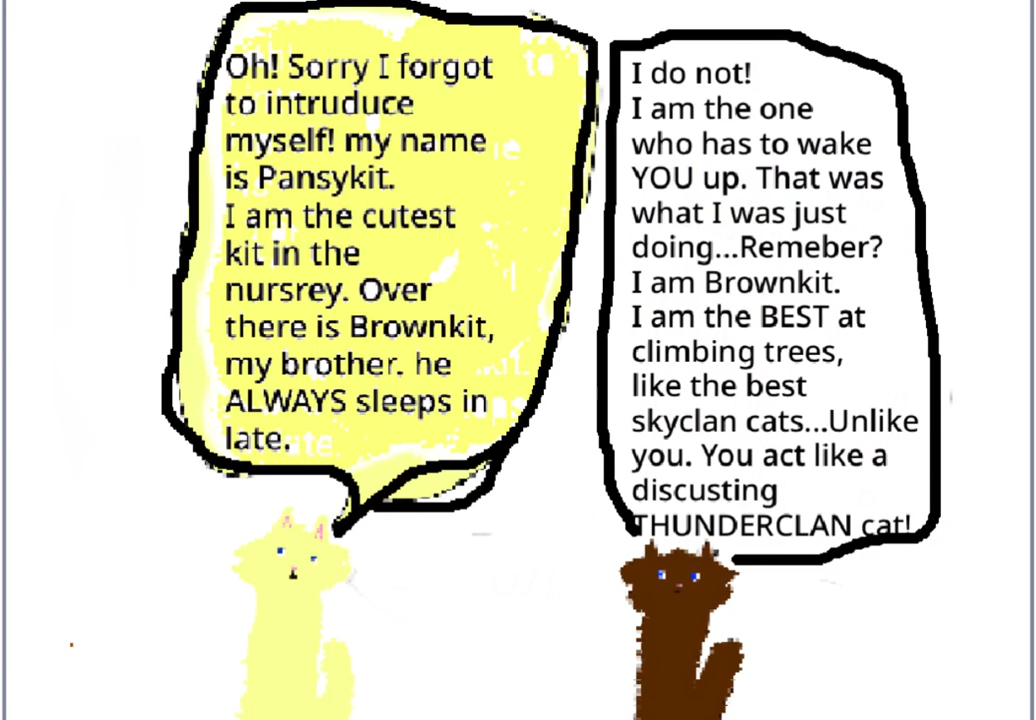 Oh! Sorry I forgot
to intruduce
myself! my name
is Pansykit.
I am the cutest
kit in the
nursrey. Over
there is Brownkit,
my brother. he
ALWAYS sleeps in
late.
I do not!
I am the one
who has to wake
YOU up. That was
what I was just
doing...Remeber?
I am Brownkit.
I am the BEST at
climbing trees,
like the best
skyclan cats...Unlike
you. You act like a
discusting
THUNDERCLAN cat!